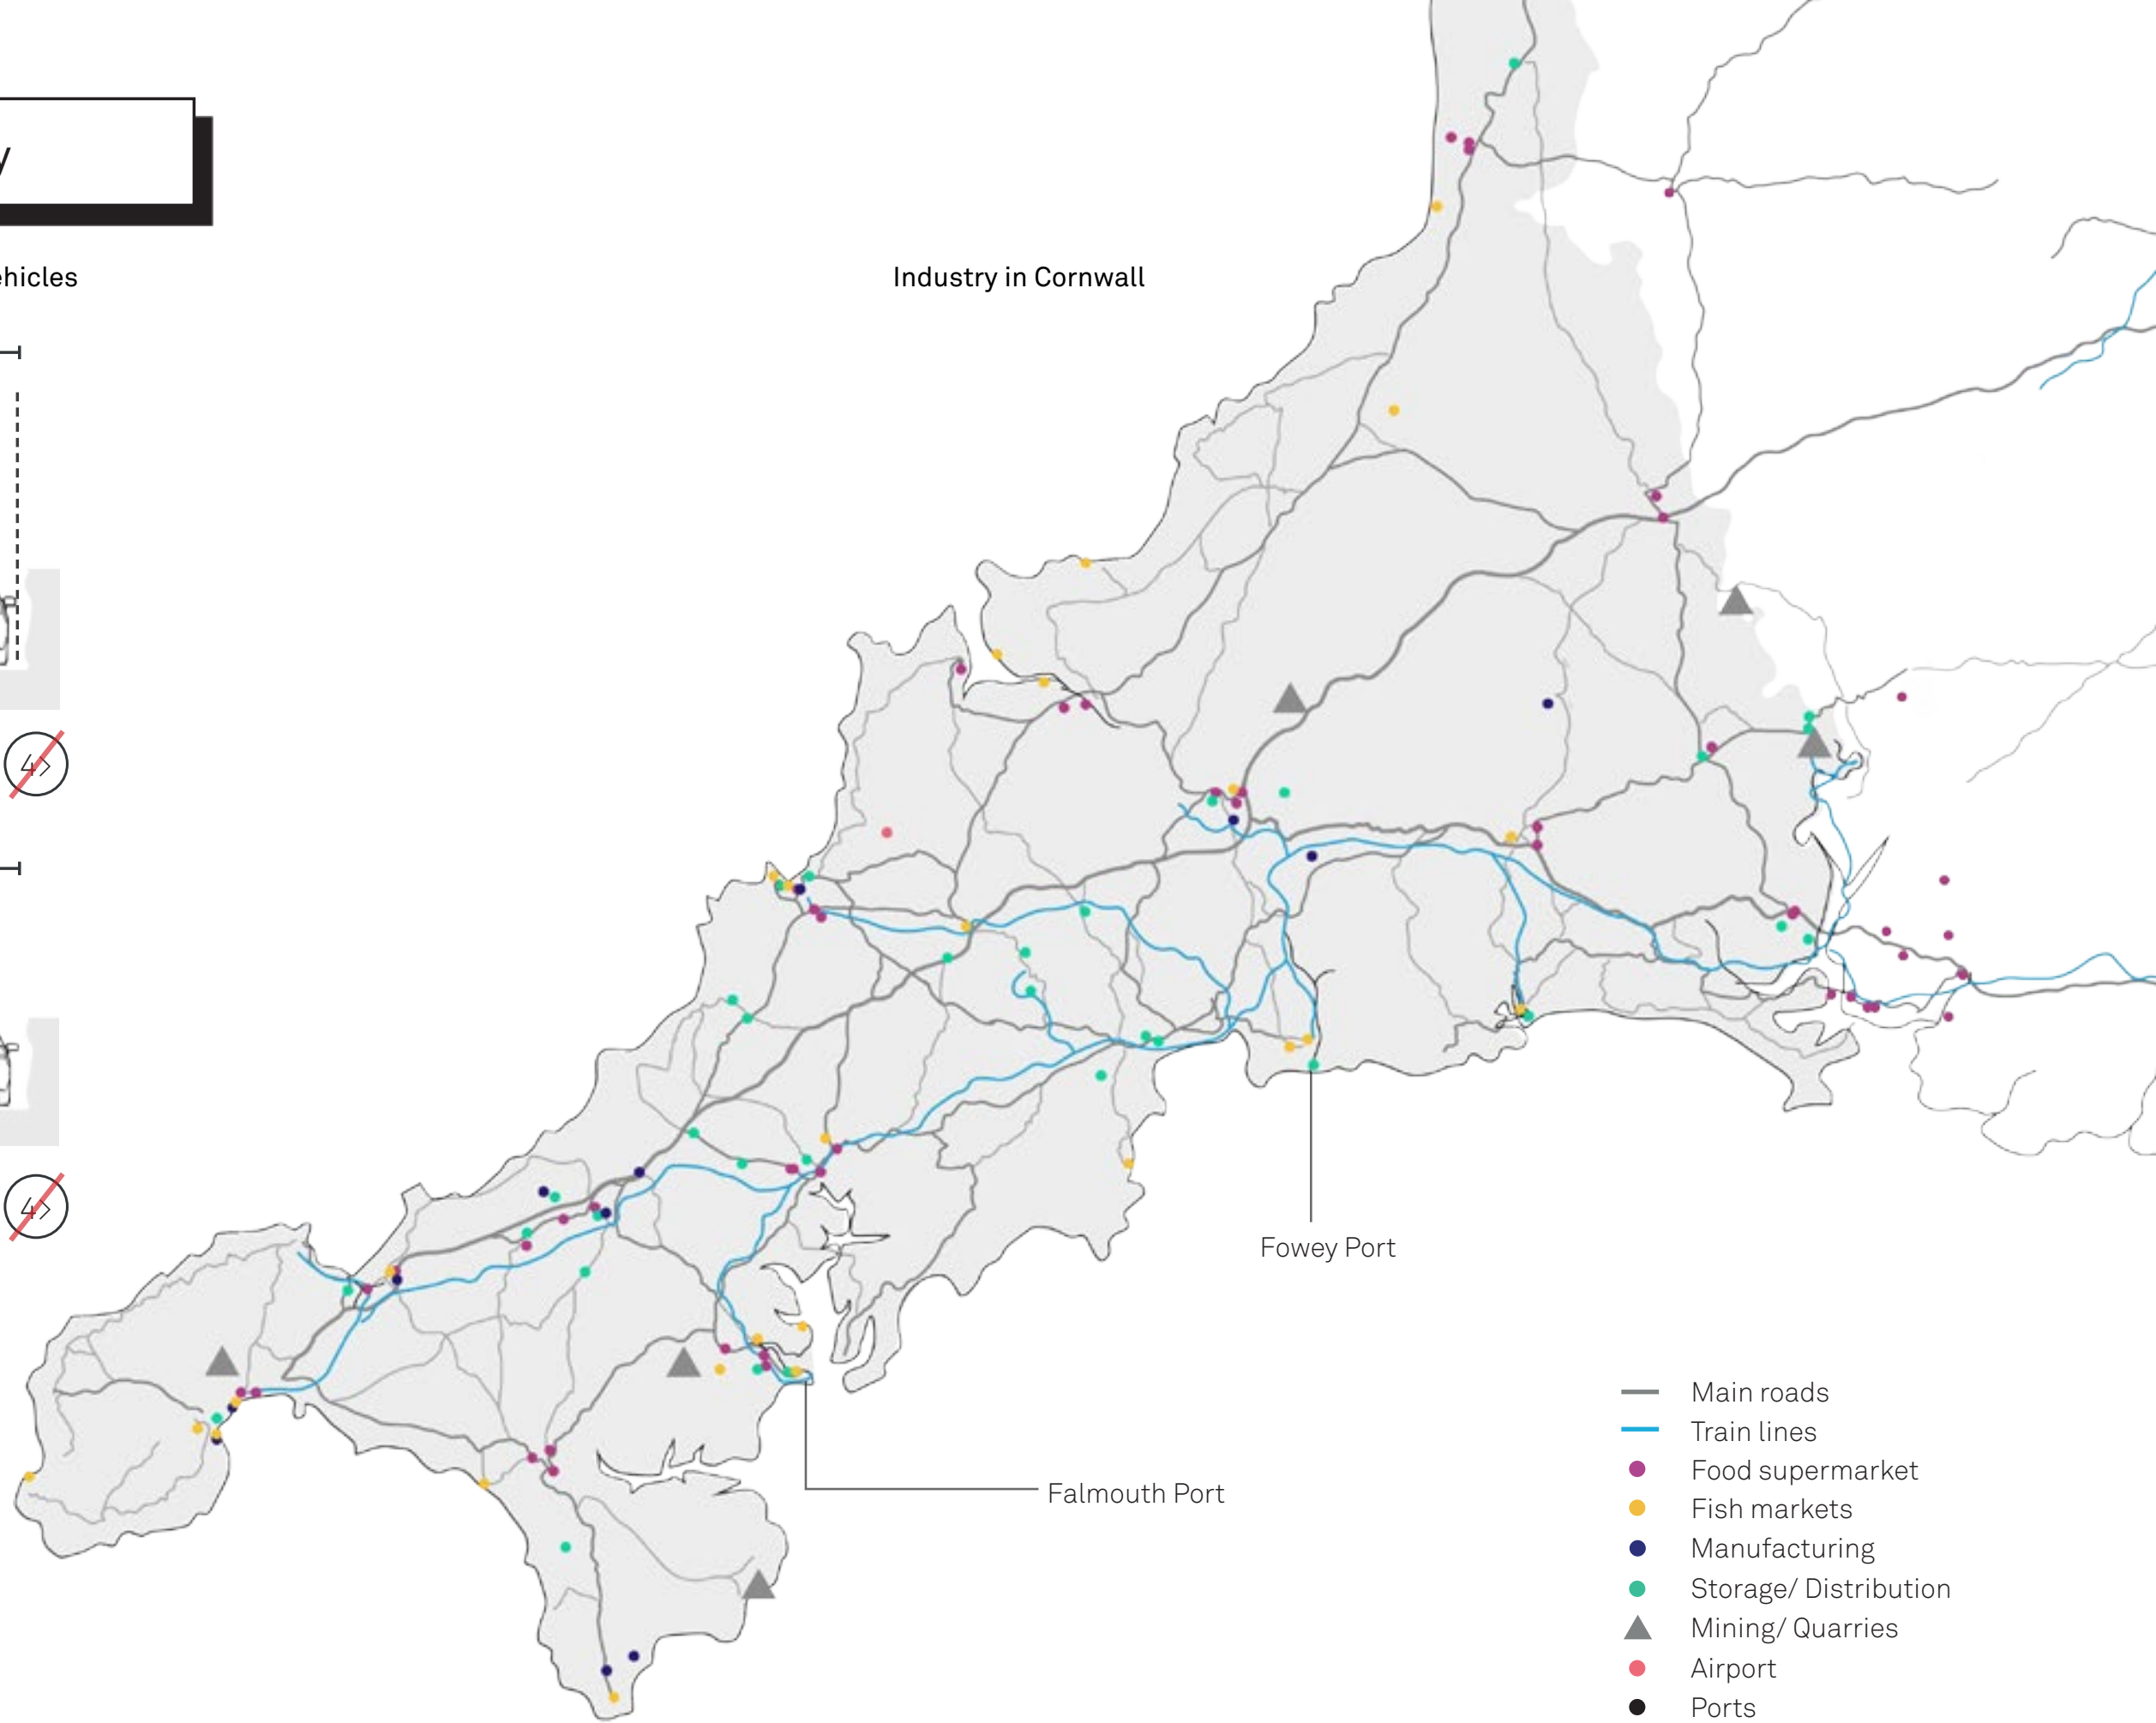 Industry in Cornwall
Fowey Port
Falmouth Port
Main roads
Train lines
Food supermarket
Fish markets
Manufacturing
Storage/ Distribution
Mining/ Quarries
Airport
Ports